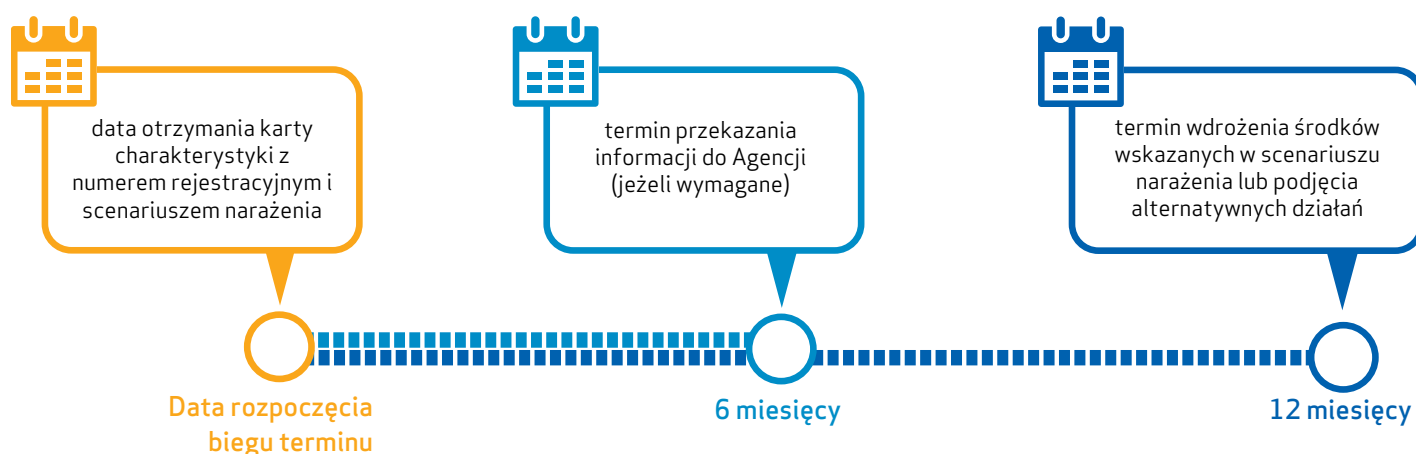 data otrzymania karty
charakterystyki z
numerem rejestracyjnym i
scenariuszem narażenia
termin przekazania
informacji do Agencji
(jeżeli wymagane)
termin wdrożenia środków
wskazanych w scenariuszu
narażenia lub podjęcia
alternatywnych działań
Data rozpoczęcia
biegu terminu
6 miesięcy
12 miesięcy